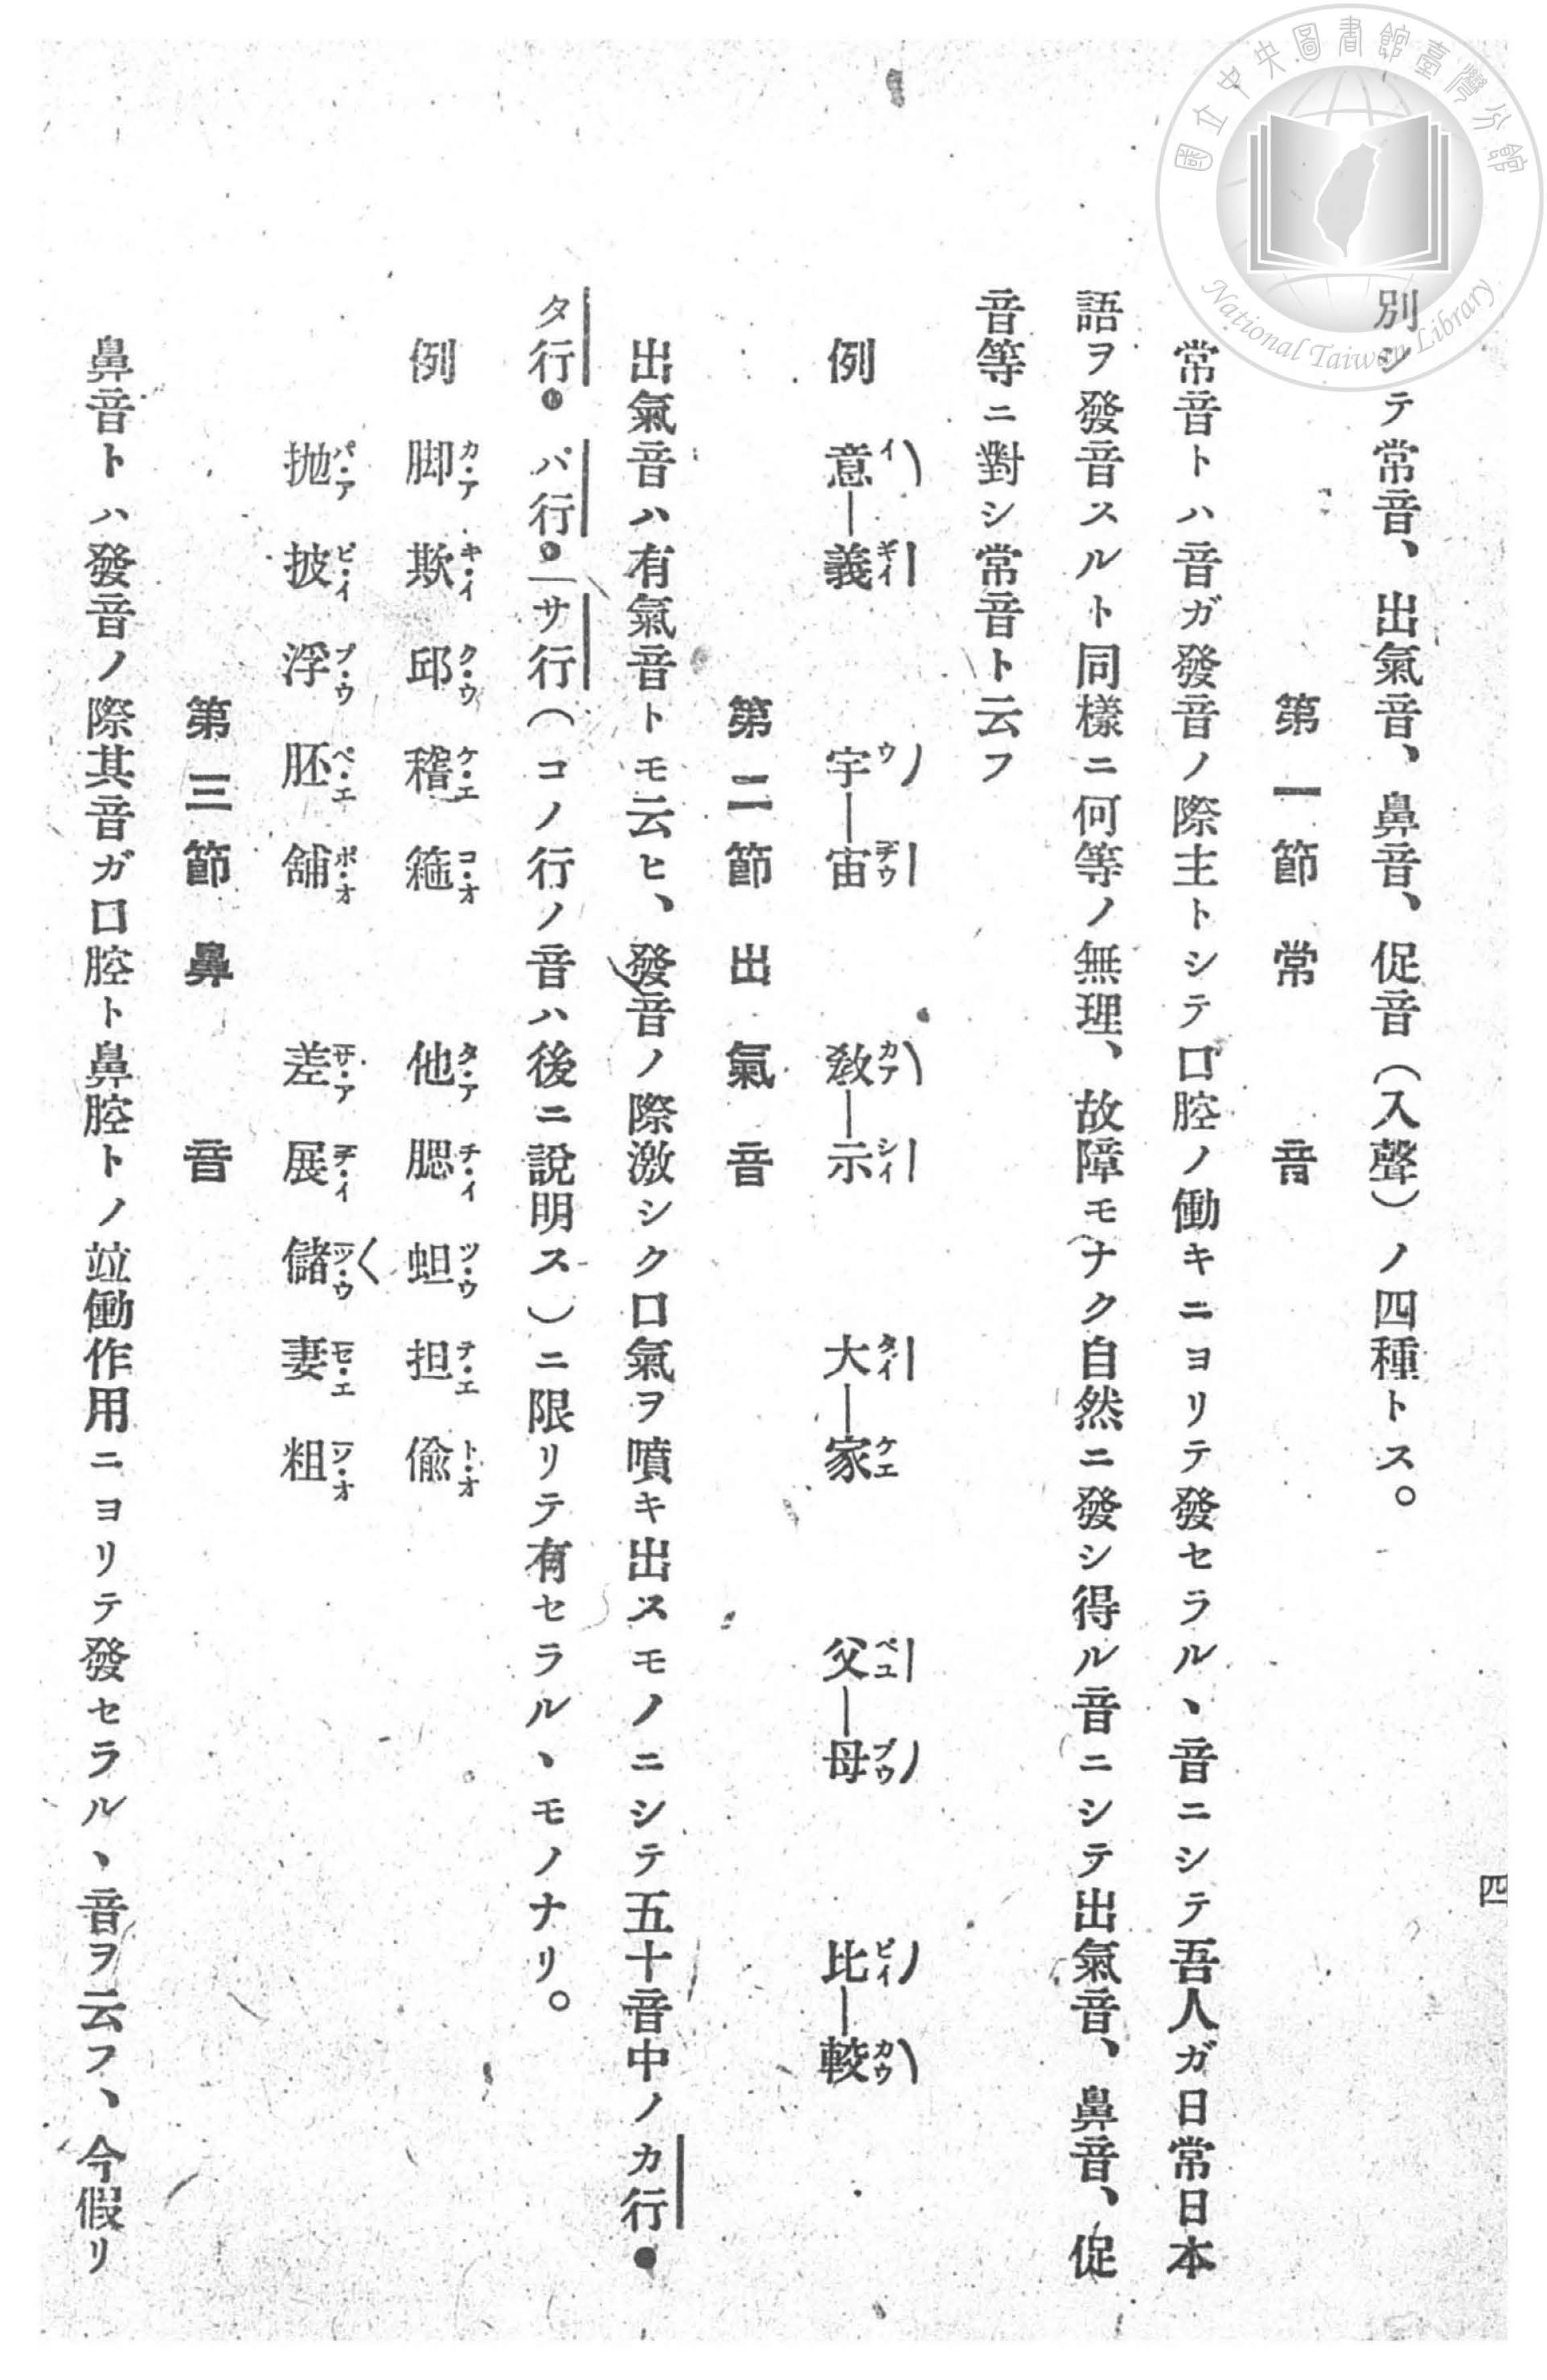 國立中央圖書館臺灣分館
National Taiwan Library
四
別シテ常音、出氣音、鼻音、促音（入聲）ノ四種トス。
第一節 常 音
常音トハ音ガ發音ノ際主トシテ口腔ノ働キニヨリテ發セラル、音ニシテ吾人ガ日常日本
語ヲ發音スルト同樣ニ何等ノ無理、故障モナク自然ニ發シ得ル音ニシテ出氣音、鼻音、促
音等ニ對シ常音ト云フ
例 意イ―義ギイ 宇ウ―宙 敎カア―示シイ 大タイ―家ケエ 父ペエ―母ブウ 比ピイ―較カウ
第二節 出 氣 音
出氣音ハ有氣音トモ云ヒ、發音ノ際激シク口氣ヲ噴キ出スモノニシテ五十音中ノカ行●
タ行●パ行●サ行（コノ行ノ音ハ後ニ說明ス）ニ限リテ有セラル、モノナリ。
例 脚カ・ア 欺キ・イ 邱ク・ウ 稽ケ・エ 箍コ・オ 他タ・ア 腮チ・イ 蛆ツ・ウ 担テ・エ 偸ト・オ
抛パ・ア 披ピ・イ 浮プ・ウ 胚ペ・エ 舖ポ・オ 差サ・ア 展チ・イ 儲ツ・ウ 妻セ・エ 粗ソ・オ
第三節 鼻 音
鼻音トハ發音ノ際其音ガ口腔ト鼻腔トノ竝働作用ニヨリテ發セラル、音ヲ云フ、今假リ